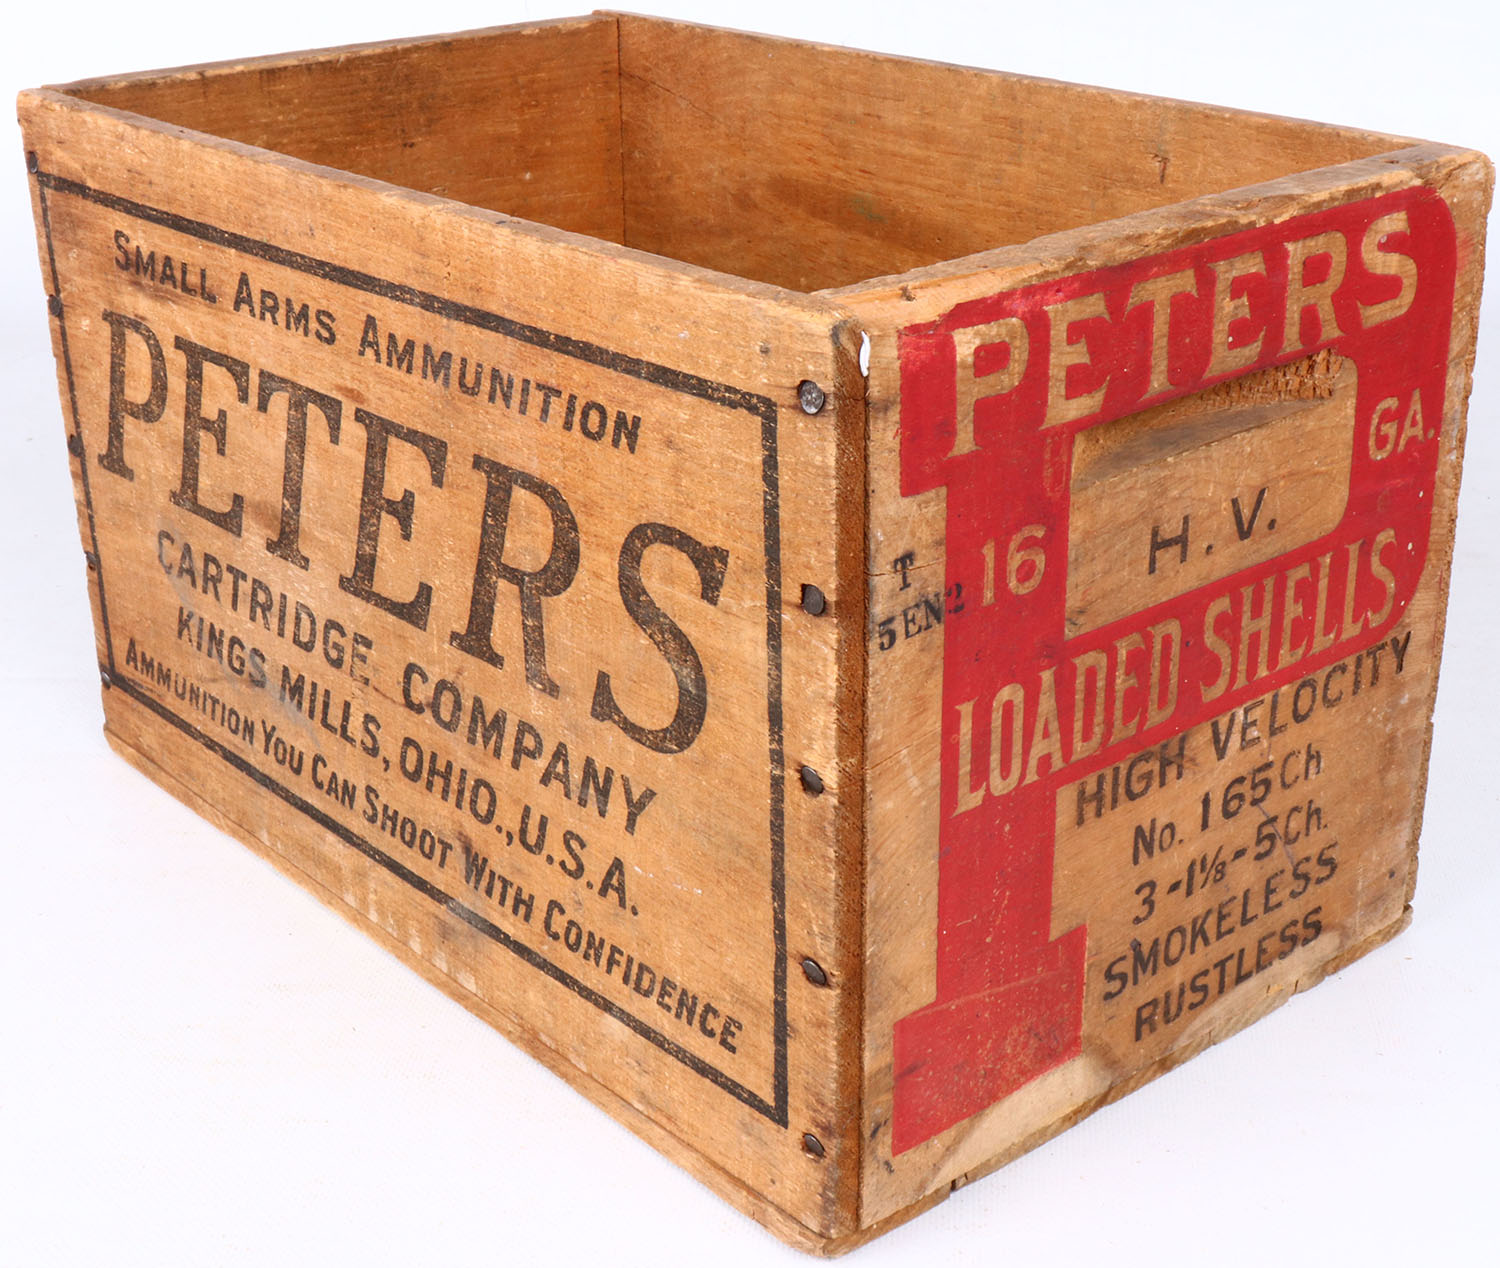 SMALL ARMS AMMUNITION
PETERS
CARTRIDGE COMPANY
KINGS MILLS, OHIO., U.S.A.
AMMUNITION YOU CAN SHOOT WITH CONFIDENCE
PETERS
16 GA.
H. V.
LOADED SHELLS
T
5EN2
HIGH VELOCITY
No. 165Ch
3-1⅛-5Ch.
SMOKELESS
RUSTLESS